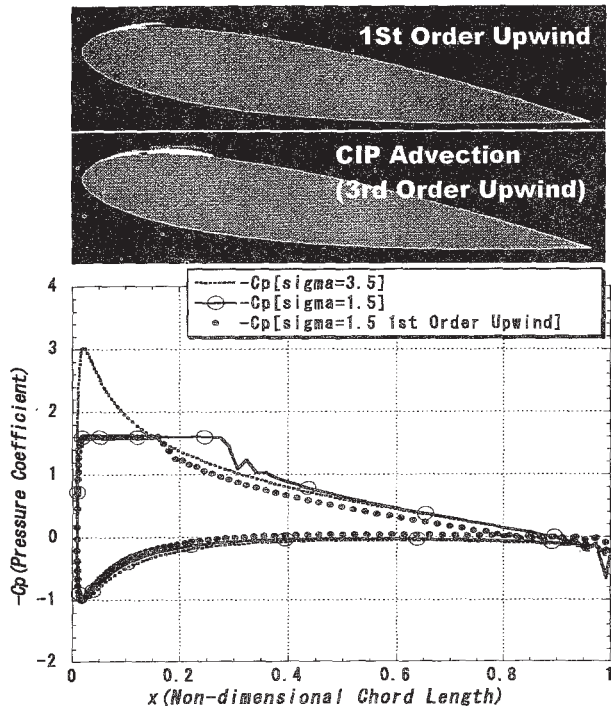 1St Order Upwind
CIP Advection
(3rd Order Upwind)
-Cp[sigma=3.5]
-Cp[sigma=1.5]
-Cp[sigma=1.5 1st Order Upwind]
4
3
2
1
0
-1
-2
-Cp(Pressure Coefficient)
0 0.2 0.4 0.6 0.8 1
x(Non-dimensional Chord Length)